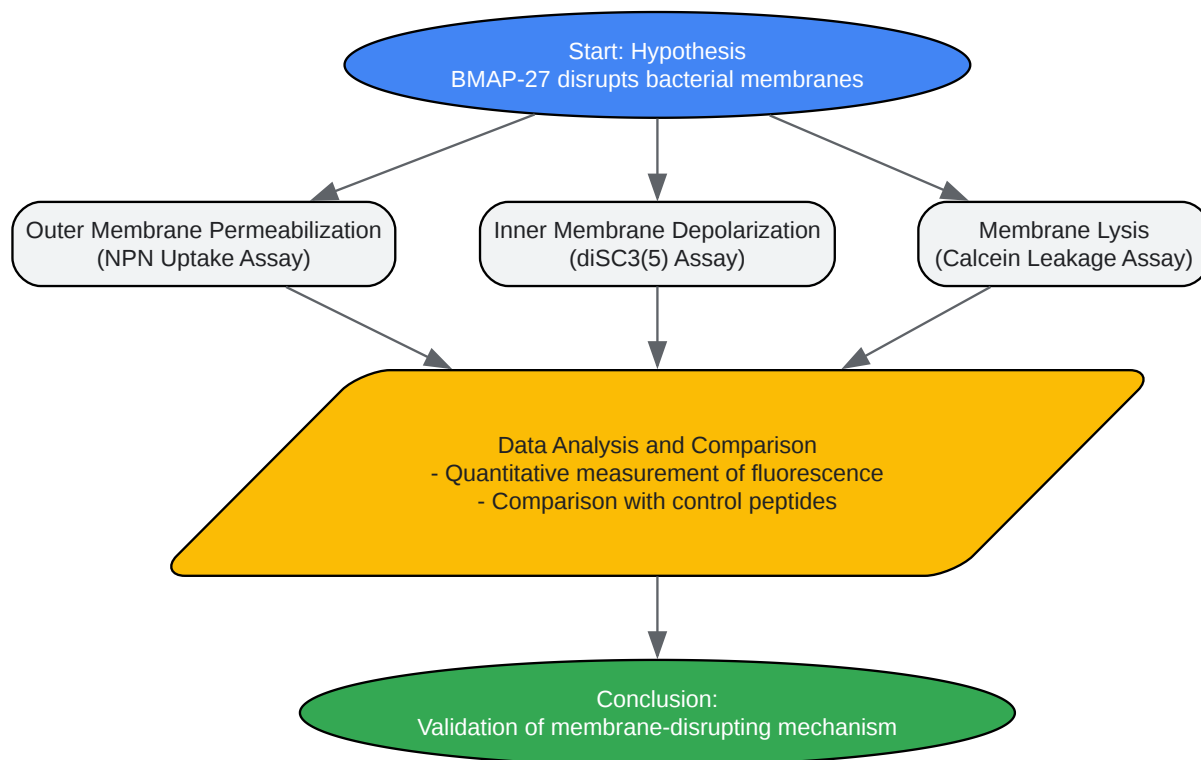 Start: Hypothesis
BMAP-27 disrupts bacterial membranes
Outer Membrane Permeabilization
(NPN Uptake Assay)
Inner Membrane Depolarization
(diSC3(5) Assay)
Membrane Lysis
(Calcein Leakage Assay)
Data Analysis and Comparison
- Quantitative measurement of fluorescence
- Comparison with control peptides
Conclusion:
Validation of membrane-disrupting mechanism